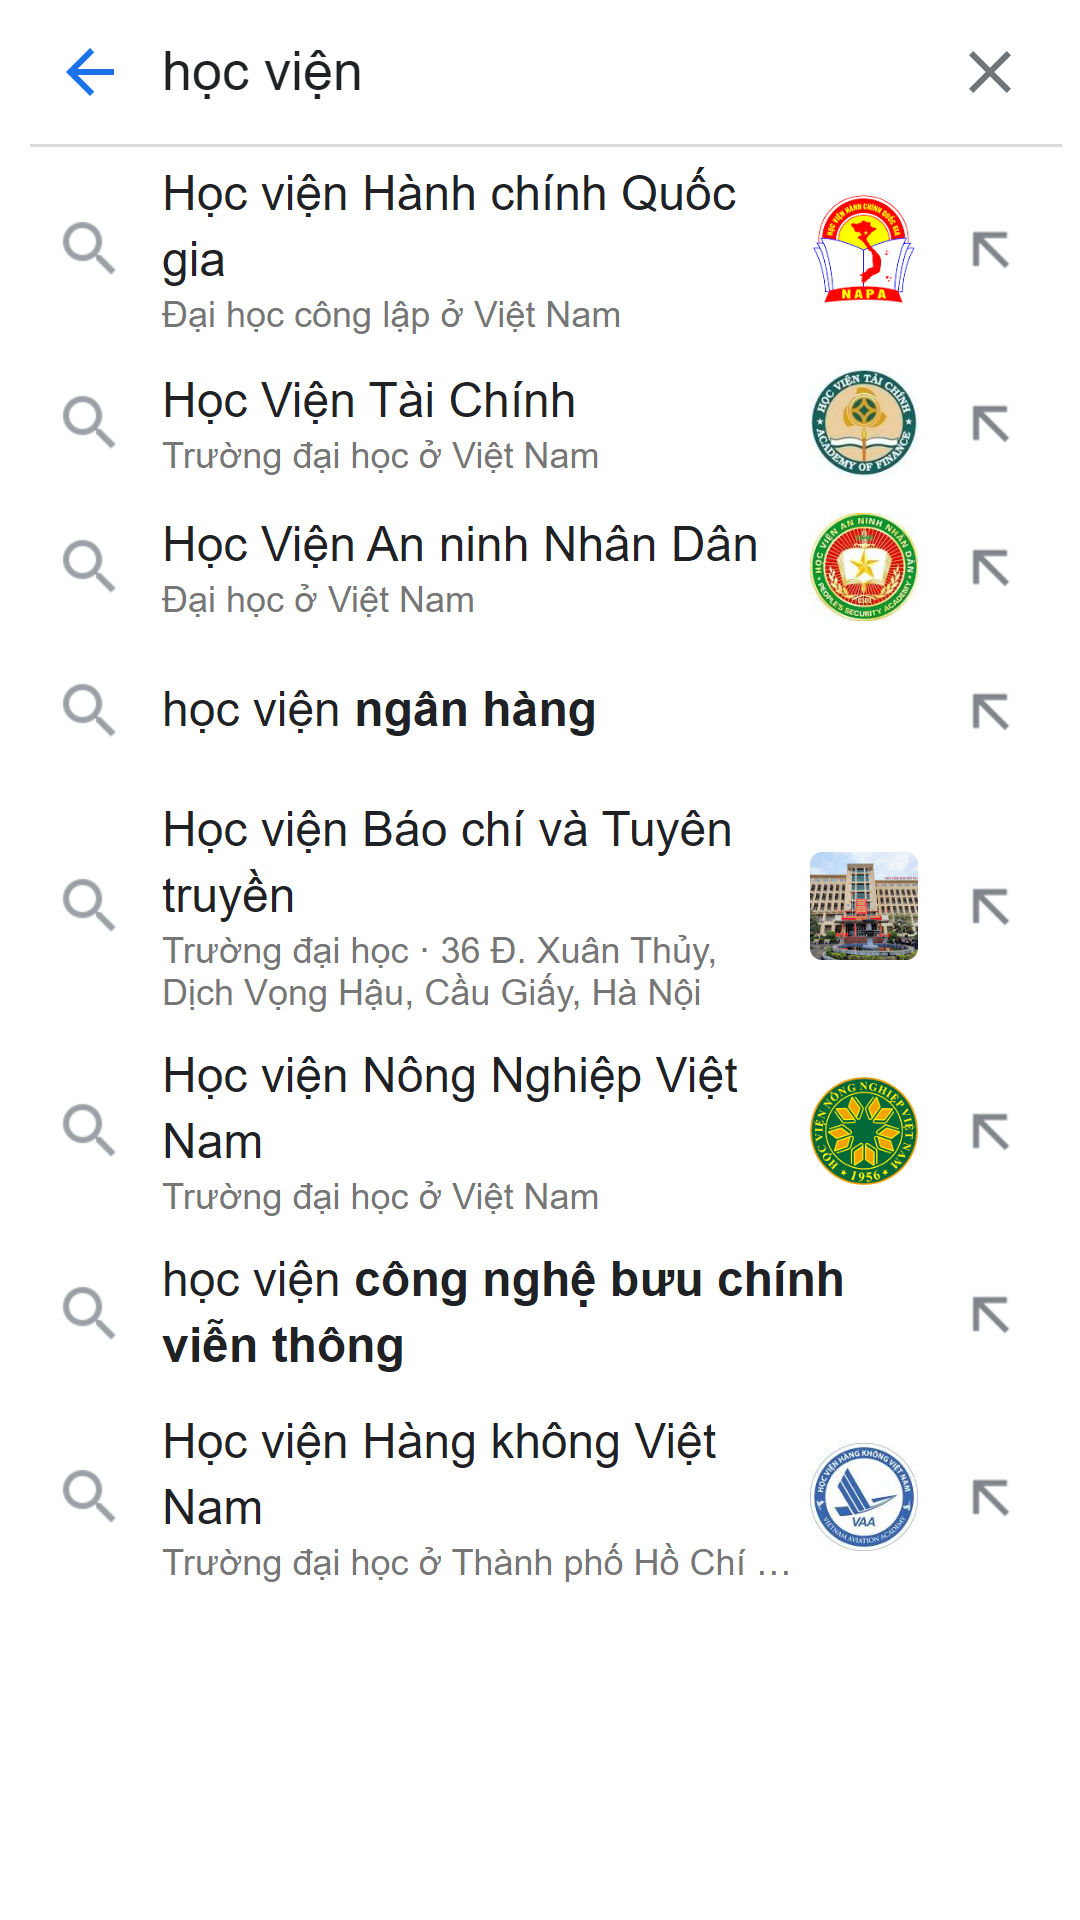 học viện
Học viện Hành chính Quốc
gia
Đại học công lập ở Việt Nam
HỌC VIỆN HÀNH CHÍNH QUỐC GIA
NAPA
Học Viện Tài Chính
Trường đại học ở Việt Nam
HỌC VIỆN TÀI CHÍNH
ACADEMY OF FINANCE
Học Viện An ninh Nhân Dân
Đại học ở Việt Nam
HỌC VIỆN AN NINH NHÂN DÂN
PEOPLE'S SECURITY ACADEMY
học viện ngân hàng
Học viện Báo chí và Tuyên
truyền
Trường đại học · 36 Đ. Xuân Thủy,
Dịch Vọng Hậu, Cầu Giấy, Hà Nội
Học viện Nông Nghiệp Việt
Nam
Trường đại học ở Việt Nam
HỌC VIỆN NÔNG NGHIỆP VIỆT NAM
1956
học viện công nghệ bưu chính
viễn thông
Học viện Hàng không Việt
Nam
Trường đại học ở Thành phố Hồ Chí ...
HỌC VIỆN HÀNG KHÔNG VIỆT NAM
VAA
VIETNAM AVIATION ACADEMY